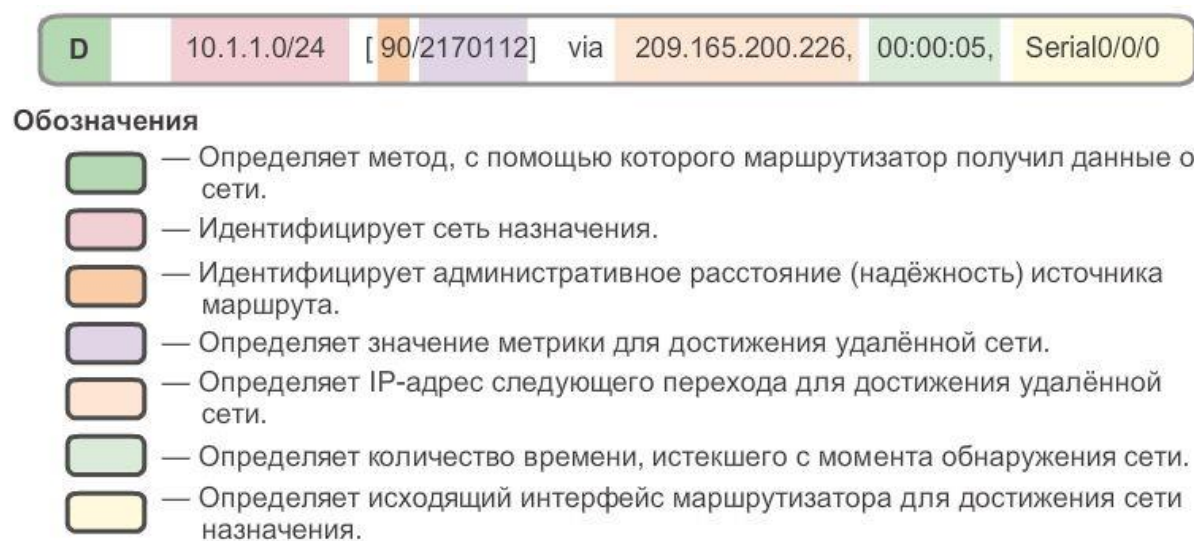 D 10.1.1.0/24 [ 90/2170112] via 209.165.200.226, 00:00:05, Serial0/0/0
Обозначения
— Определяет метод, с помощью которого маршрутизатор получил данные о
сети.
— Идентифицирует сеть назначения.
— Идентифицирует административное расстояние (надёжность) источника
маршрута.
— Определяет значение метрики для достижения удалённой сети.
— Определяет IP-адрес следующего перехода для достижения удалённой
сети.
— Определяет количество времени, истекшего с момента обнаружения сети.
— Определяет исходящий интерфейс маршрутизатора для достижения сети
назначения.